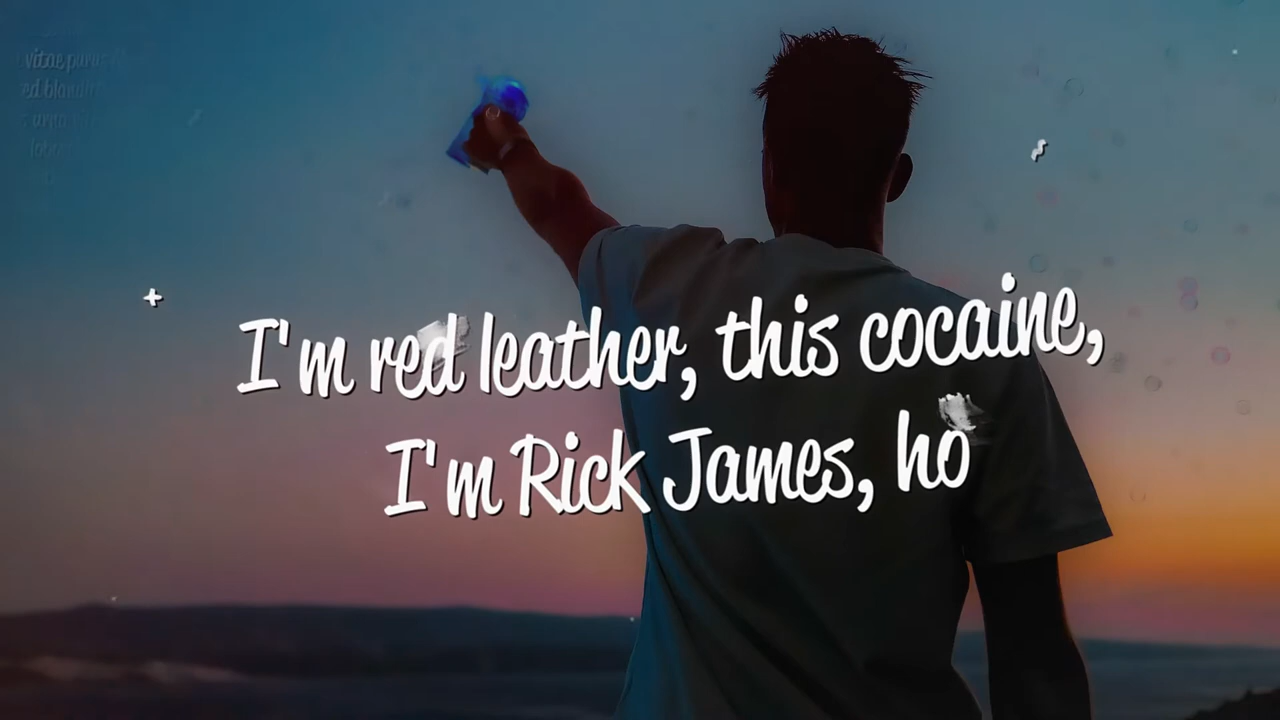 I'm red leather, this cocaine,
I'm Rick James, ho